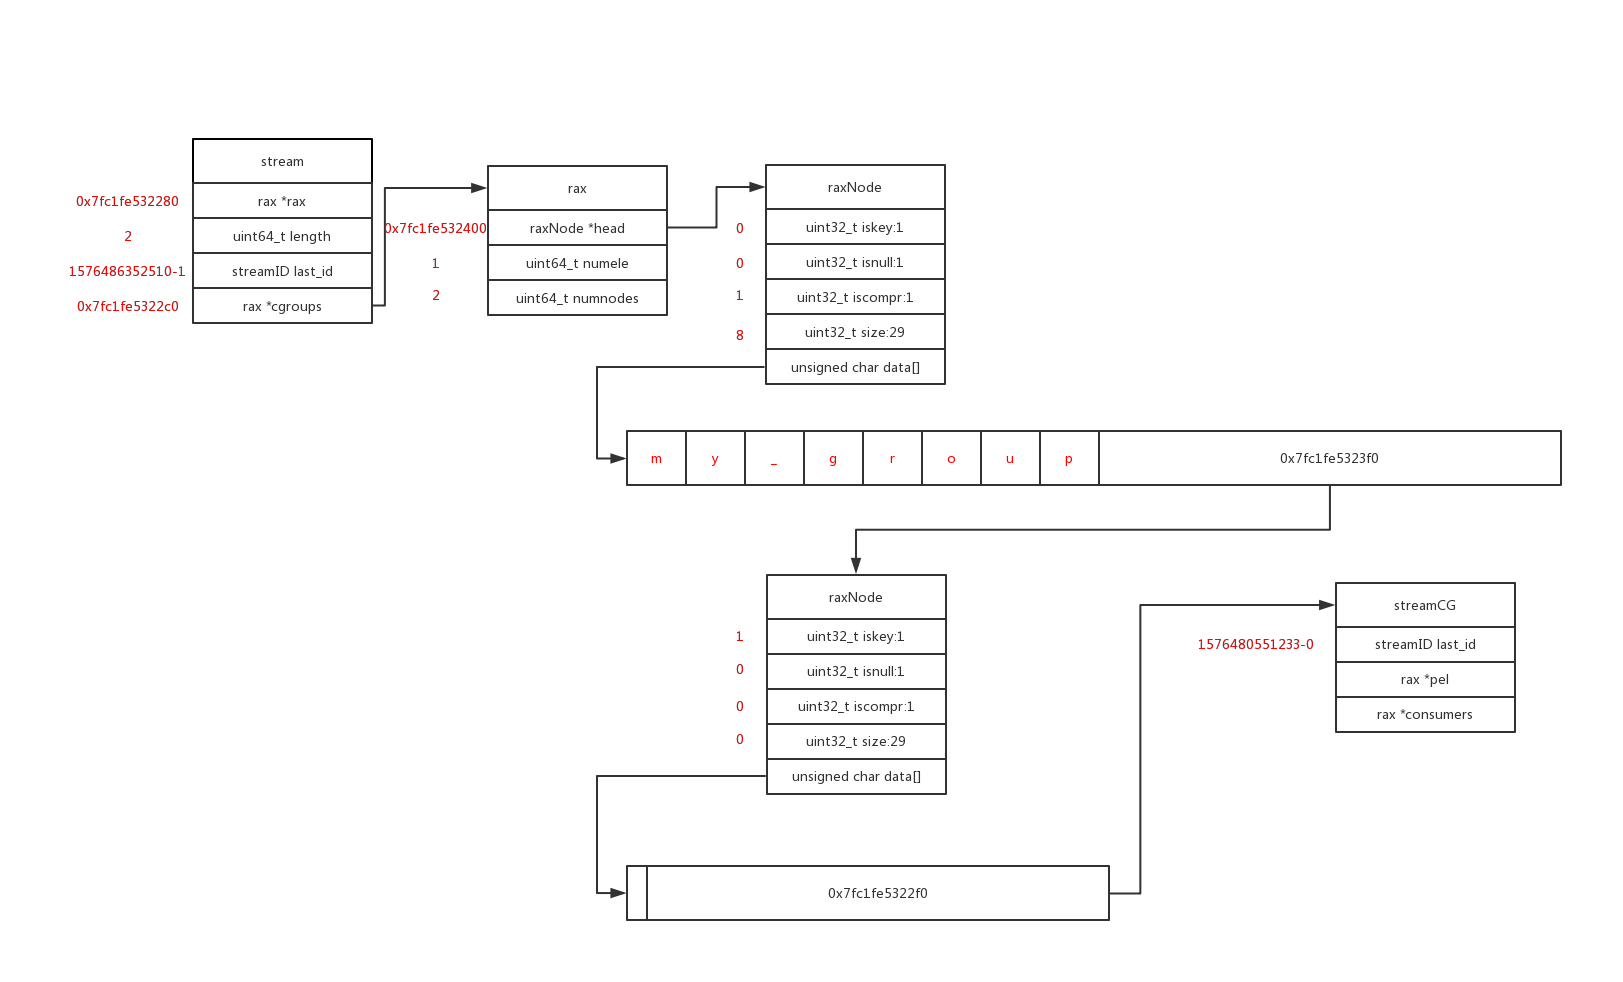 stream
0x7fc1fe532280
rax *rax
2
uint64_t length
1576486352510-1
streamID last_id
0x7fc1fe5322c0
rax *cgroups
rax
0x7fc1fe532400
raxNode *head
1
uint64_t numele
2
uint64_t numnodes
raxNode
0
uint32_t iskey:1
0
uint32_t isnull:1
1
uint32_t iscompr:1
8
uint32_t size:29
unsigned char data[]
m y _ g r o u p 0x7fc1fe5323f0
raxNode
1
uint32_t iskey:1
0
uint32_t isnull:1
0
uint32_t iscompr:1
0
uint32_t size:29
unsigned char data[]
streamCG
1576480551233-0
streamID last_id
rax *pel
rax *consumers
0x7fc1fe5322f0